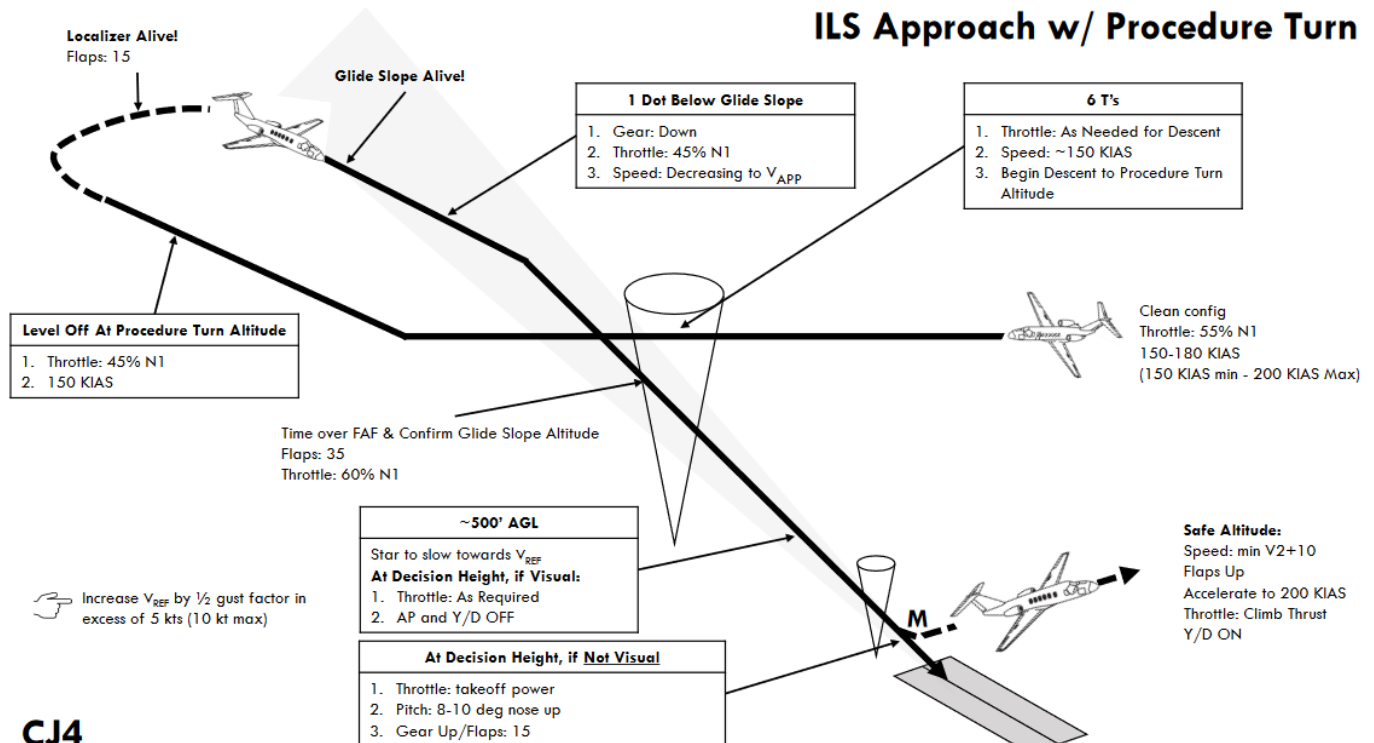 ILS Approach w/ Procedure Turn
Localizer Alive!
Flaps: 15
Glide Slope Alive!
1 Dot Below Glide Slope
1. Gear: Down
2. Throttle: 45% N1
3. Speed: Decreasing to VAPP
6 T's
1. Throttle: As Needed for Descent
2. Speed: ~150 KIAS
3. Begin Descent to Procedure Turn
Altitude
Level Off At Procedure Turn Altitude
1. Throttle: 45% N1
2. 150 KIAS
Clean config
Throttle: 55% N1
150-180 KIAS
(150 KIAS min - 200 KIAS Max)
Time over FAF & Confirm Glide Slope Altitude
Flaps: 35
Throttle: 60% N1
~500' AGL
Star to slow towards VREF
At Decision Height, if Visual:
1. Throttle: As Required
2. AP and Y/D OFF
Safe Altitude:
Speed: min V2+10
Flaps Up
Accelerate to 200 KIAS
Throttle: Climb Thrust
Y/D ON
Increase VREF by ½ gust factor in
excess of 5 kts (10 kt max)
M
At Decision Height, if Not Visual
1. Throttle: takeoff power
2. Pitch: 8-10 deg nose up
3. Gear Up/Flaps: 15
CJ4